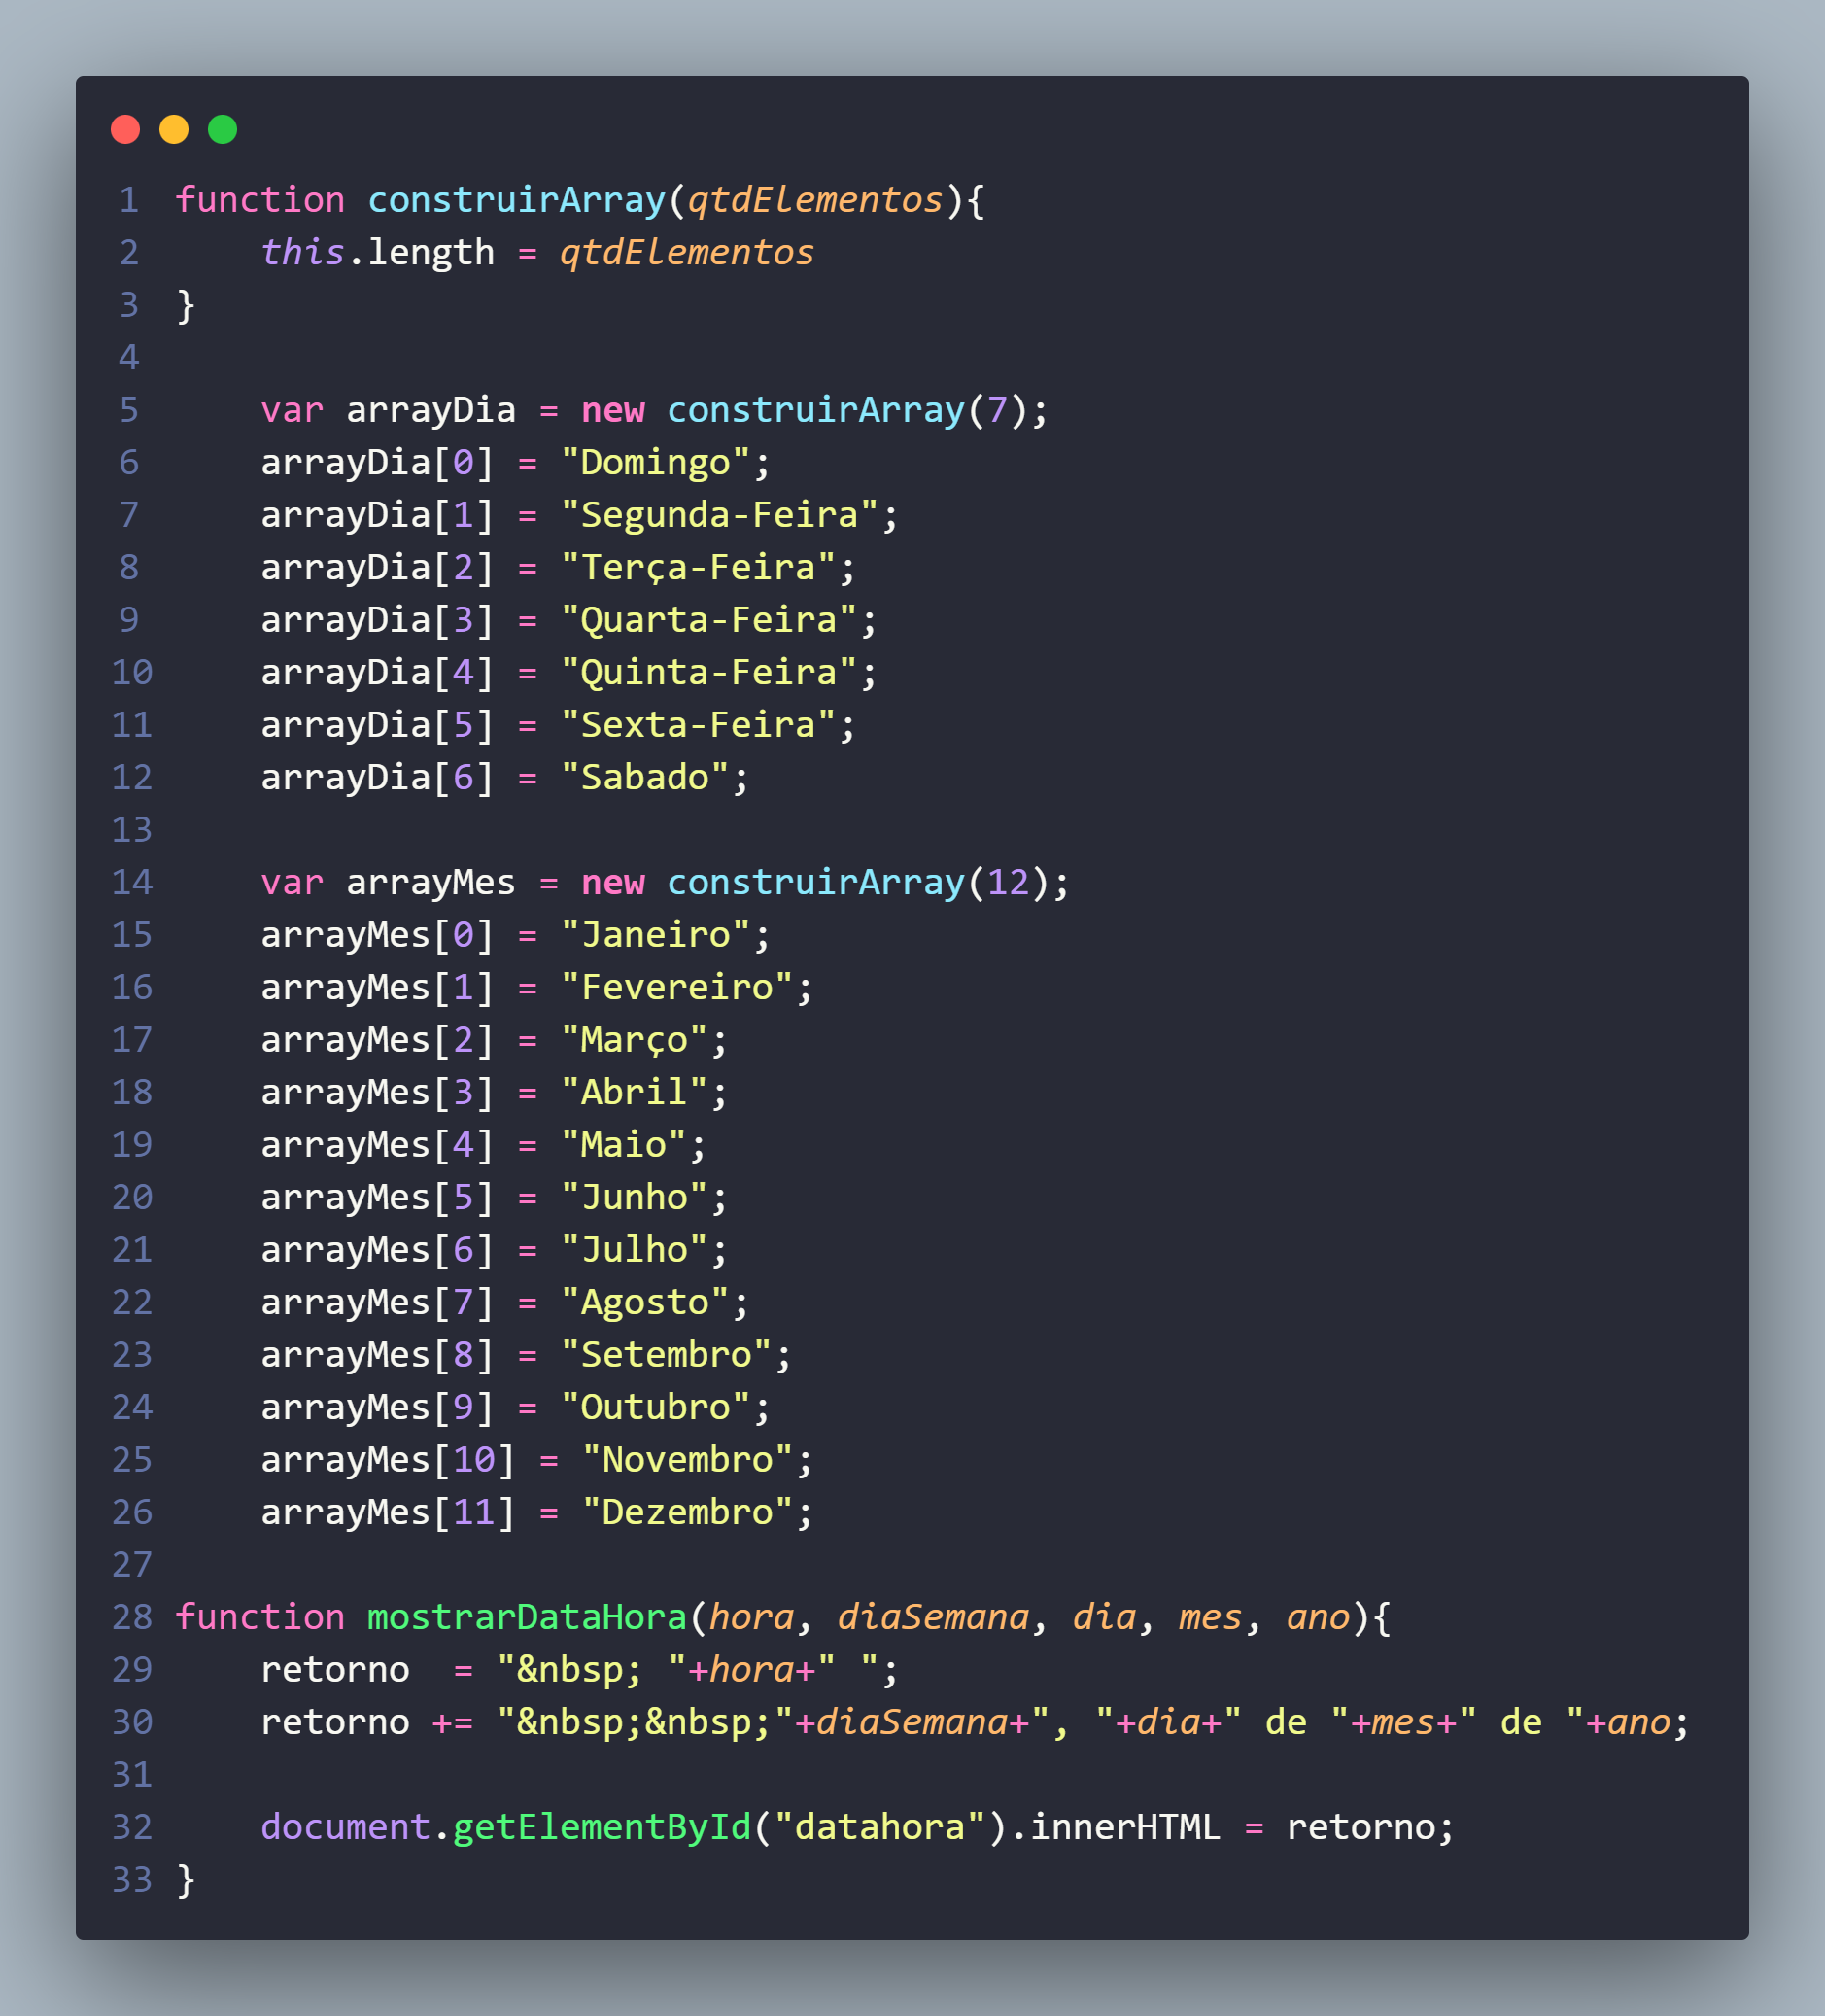 1 function construirArray(qtdElementos){
2     this.length = qtdElementos
3 }
4
5     var arrayDia = new construirArray(7);
6     arrayDia[0] = "Domingo";
7     arrayDia[1] = "Segunda-Feira";
8     arrayDia[2] = "Terça-Feira";
9     arrayDia[3] = "Quarta-Feira";
10     arrayDia[4] = "Quinta-Feira";
11     arrayDia[5] = "Sexta-Feira";
12     arrayDia[6] = "Sabado";
13
14     var arrayMes = new construirArray(12);
15     arrayMes[0] = "Janeiro";
16     arrayMes[1] = "Fevereiro";
17     arrayMes[2] = "Março";
18     arrayMes[3] = "Abril";
19     arrayMes[4] = "Maio";
20     arrayMes[5] = "Junho";
21     arrayMes[6] = "Julho";
22     arrayMes[7] = "Agosto";
23     arrayMes[8] = "Setembro";
24     arrayMes[9] = "Outubro";
25     arrayMes[10] = "Novembro";
26     arrayMes[11] = "Dezembro";
27
28 function mostrarDataHora(hora, diaSemana, dia, mes, ano){
29     retorno  = "&nbsp; "+hora+" ";
30     retorno += "&nbsp;&nbsp;"+diaSemana+", "+dia+" de "+mes+" de "+ano;
31
32     document.getElementById("datahora").innerHTML = retorno;
33 }